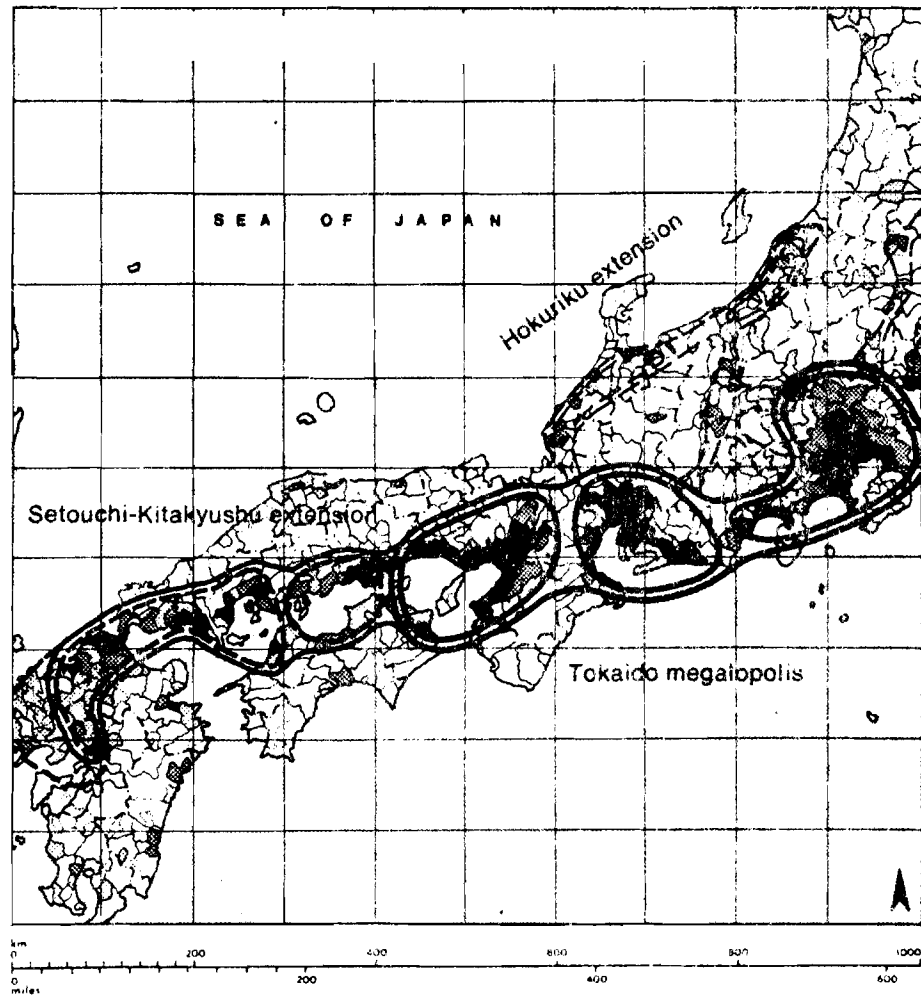 SEA OF JAPAN
Hokuriku extension
Setouchi-Kitakyushu extension
Tokaido megalopolis
km
0 200 400 600 800 1000
0 200 400 600
miles